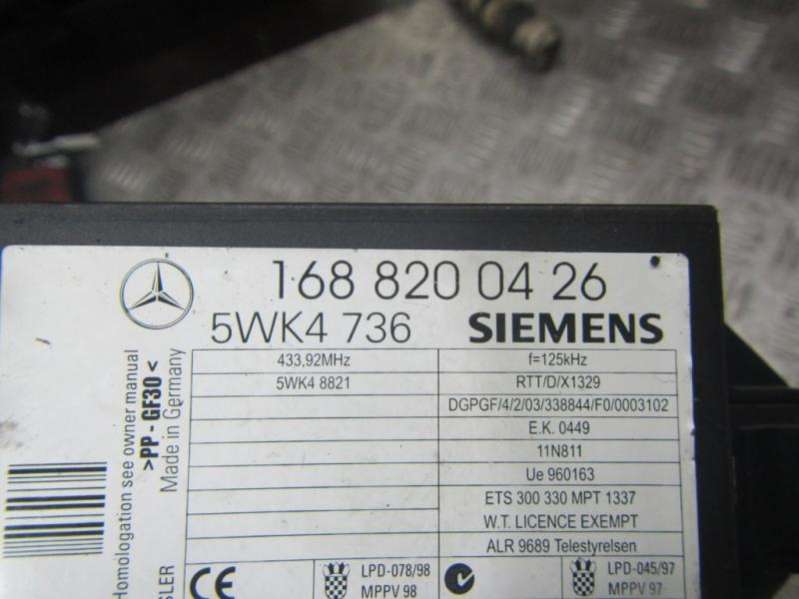 168 820 04 26
5WK4 736 SIEMENS
433,92MHz f=125kHz
5WK4 8821 RTT/D/X1329
DGPGF/4/2/03/338844/F0/0003102
E.K. 0449
11N811
Ue 960163
ETS 300 330 MPT 1337
W.T. LICENCE EXEMPT
ALR 9689 Telestyrelsen
CE LPD-078/98 LPD-045/97
MPPV 98 MPPV 97
Homologation see owner manual
>PP - GF30<
Made in Germany
SLER